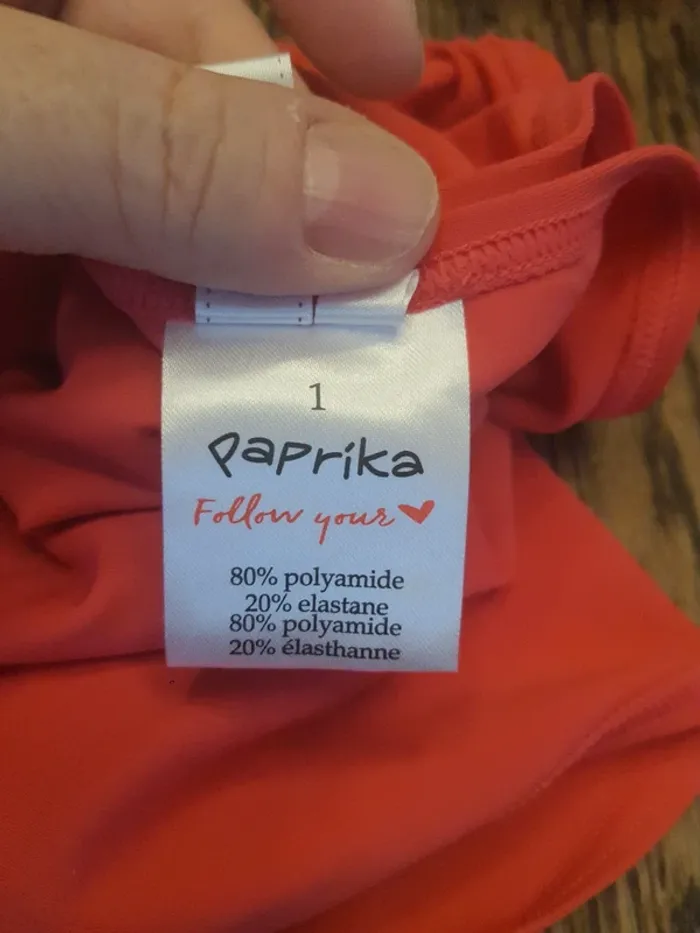 1
Paprika
Follow your
80% polyamide
20% elastane
80% polyamide
20% élasthanne